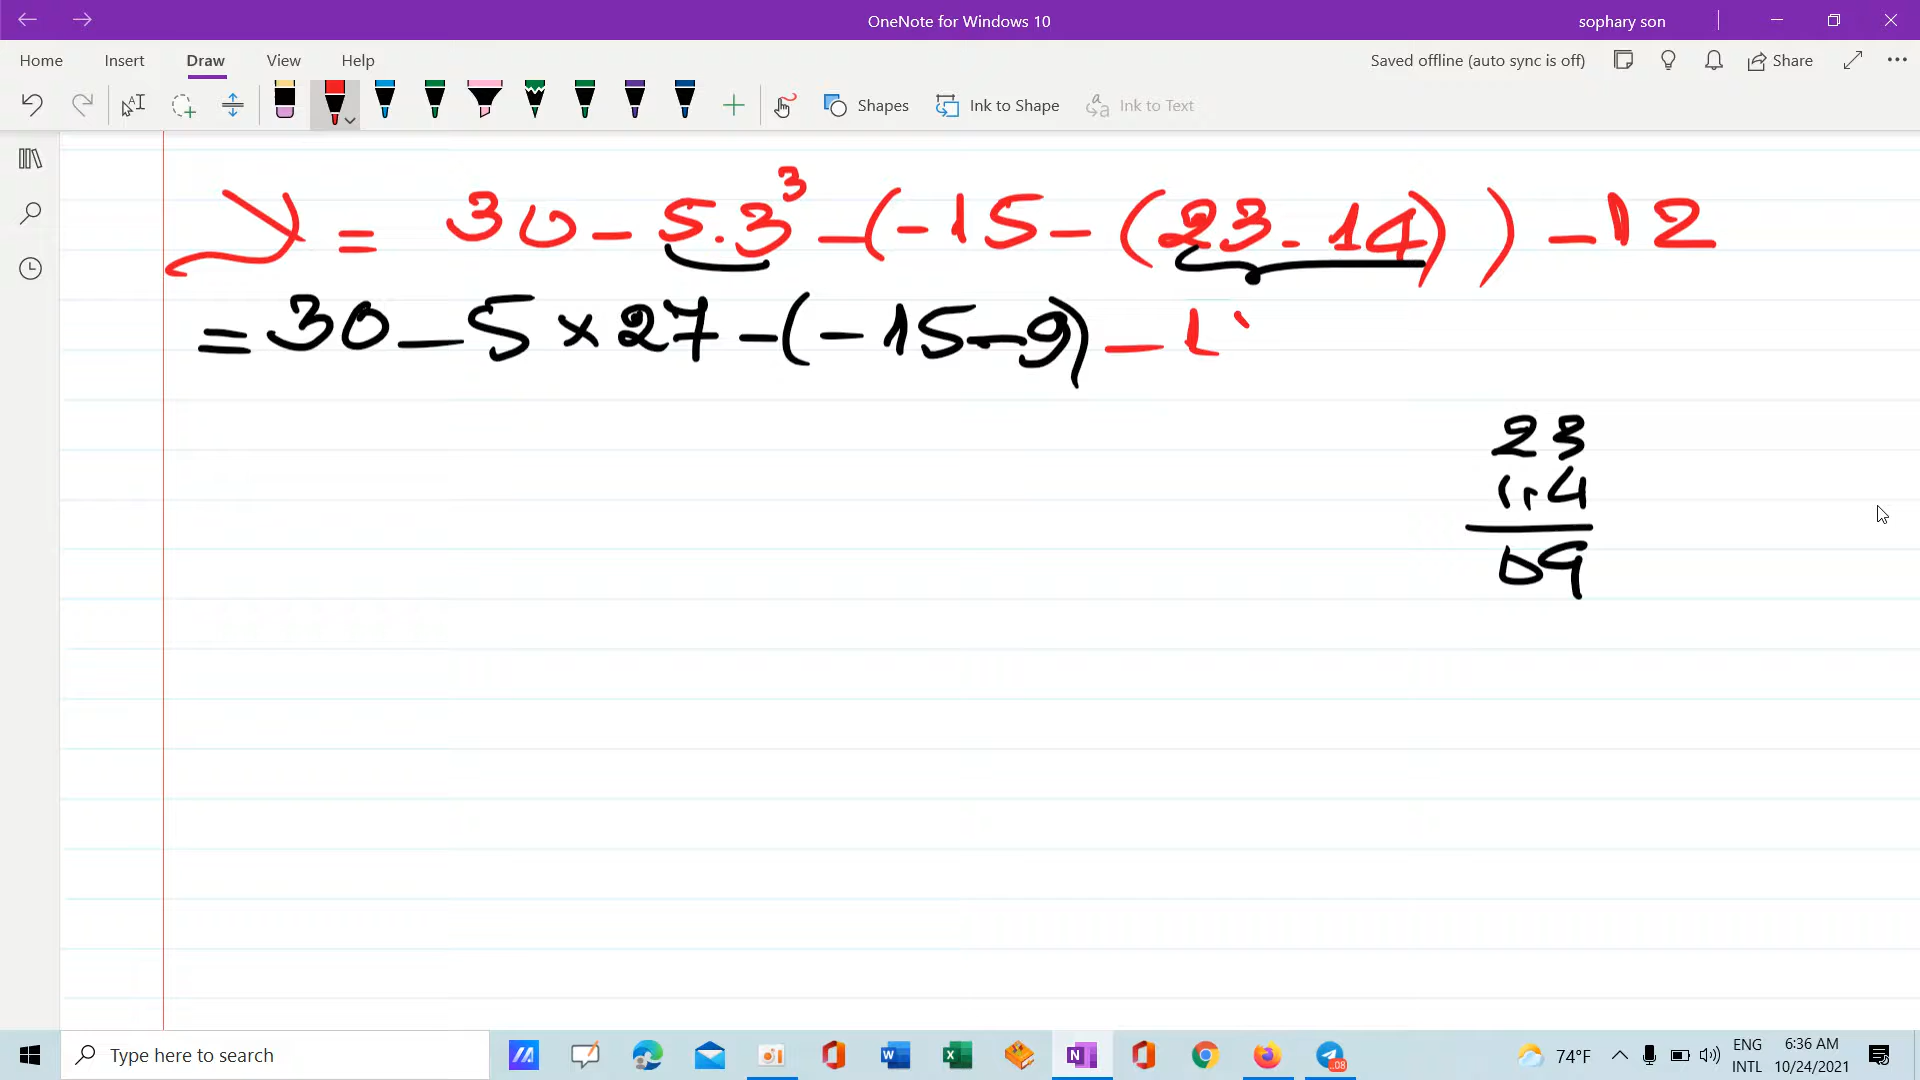 OneNote for Windows 10
sophary son
Home Insert Draw View Help
Saved offline (auto sync is off) Share
Shapes Ink to Shape Ink to Text
y = 30 - 5.3³ - (-15 - (23 - 14)) - 12
= 30 - 5 × 27 - (-15 - 9) - 1
23
14
09
Type here to search
74°F
ENG
INTL
6:36 AM
10/24/2021